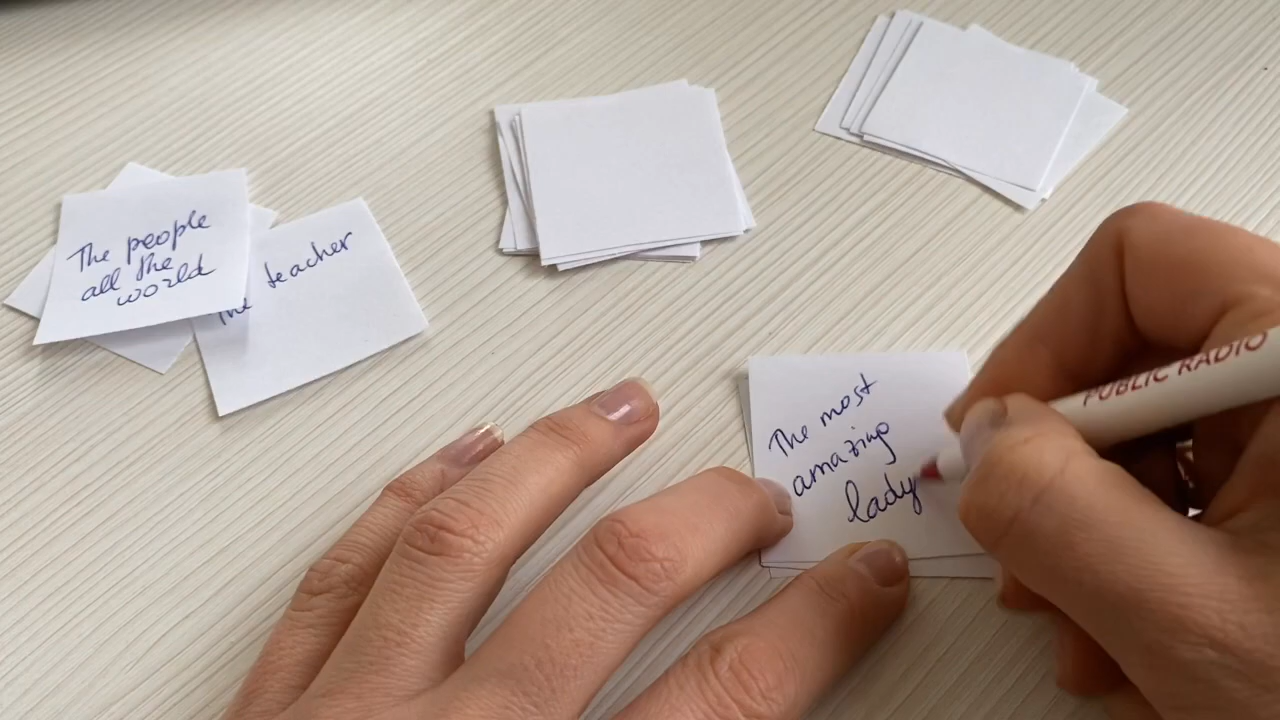 The people
all the
world
The teacher
The most
amazing
lady
PUBLIC RADIO